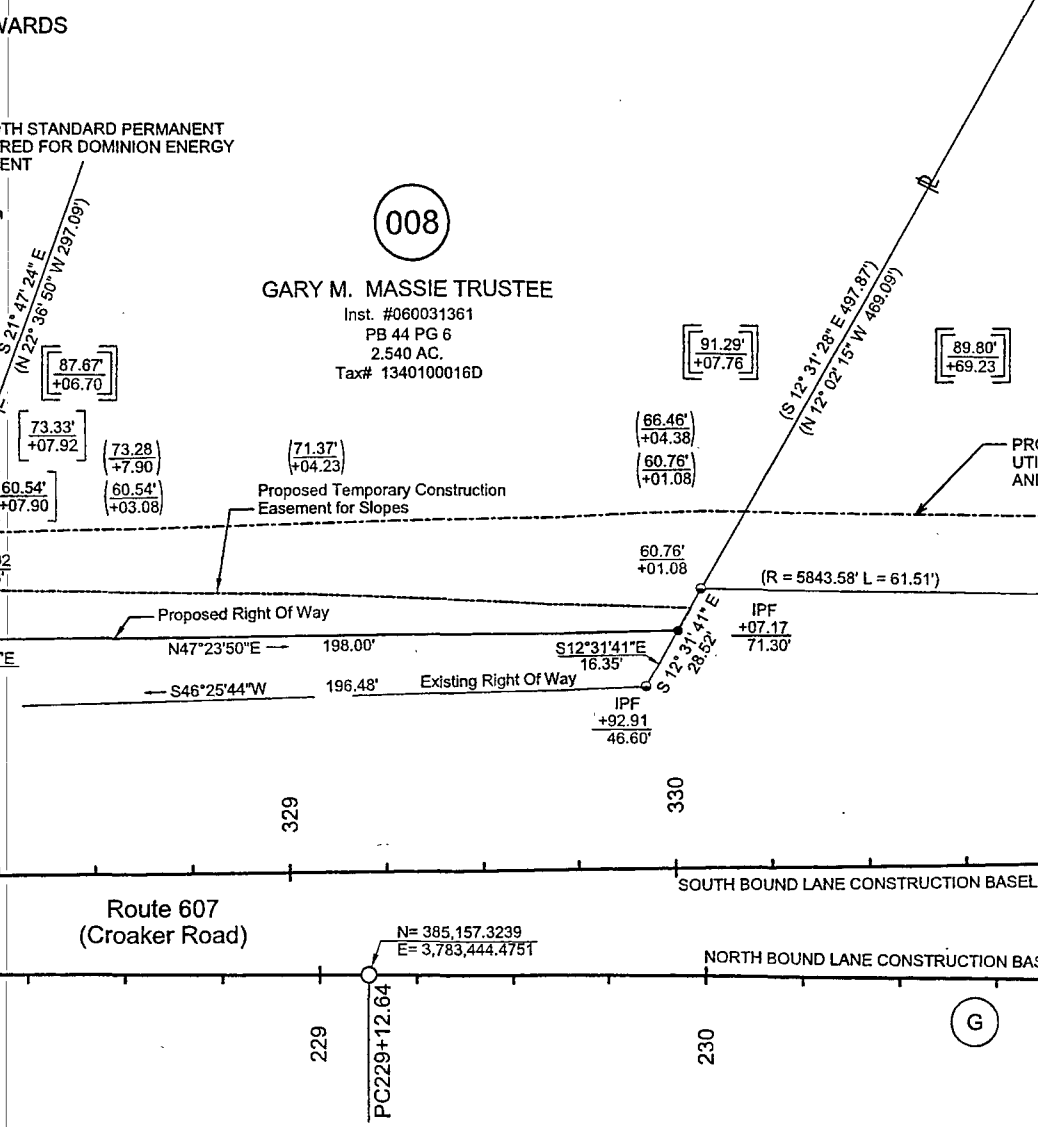 WARDS
TH STANDARD PERMANENT
RED FOR DOMINION ENERGY
ENT
S 21° 47' 24" E
(N 22° 36' 50" W 297.09')
008
GARY M. MASSIE TRUSTEE
Inst. #060031361
PB 44 PG 6
2.540 AC.
Tax# 1340100016D
87.67'
+06.70
73.33'
+07.92
60.54'
+07.90
(73.28
+7.90)
(60.54'
+03.08)
(71.37'
+04.23)
Proposed Temporary Construction
Easement for Slopes
91.29'
+07.76
89.80'
+69.23
(66.46'
+04.38)
(60.76'
+01.08)
60.76'
+01.08
(S 12° 31' 28" E 497.87')
(N 12° 02' 15" W 469.09')
PRO
UTI
AN
(R = 5843.58' L = 61.51')
IPF
+07.17
71.30'
Proposed Right Of Way
N47°23'50"E
198.00'
S12°31'41"E
16.35'
S 12° 31' 41" E
28.52'
"E
S46°25'44"W
196.48'
Existing Right Of Way
IPF
+92.91
46.60'
329
330
SOUTH BOUND LANE CONSTRUCTION BASEL
Route 607
(Croaker Road)
N= 385,157.3239
E= 3,783,444.4751
NORTH BOUND LANE CONSTRUCTION BAS
229
PC229+12.64
230
G